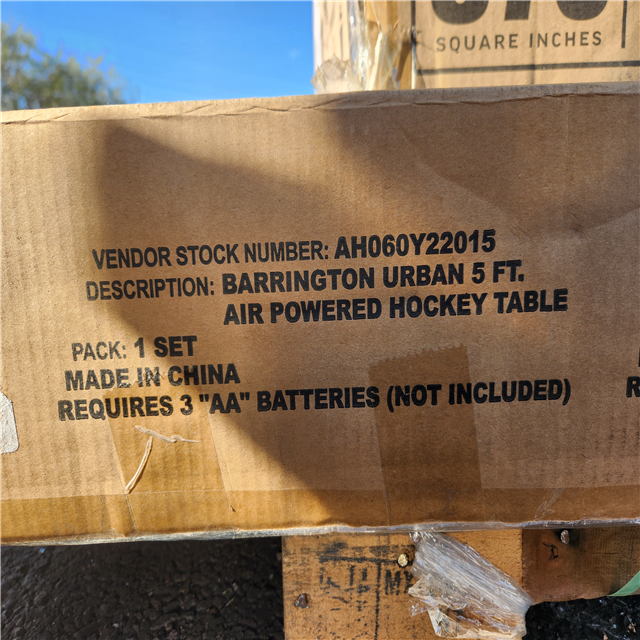 SQUARE INCHES
VENDOR STOCK NUMBER: AH060Y22015
DESCRIPTION: BARRINGTON URBAN 5 FT.
AIR POWERED HOCKEY TABLE
PACK: 1 SET
MADE IN CHINA
REQUIRES 3 "AA" BATTERIES (NOT INCLUDED)